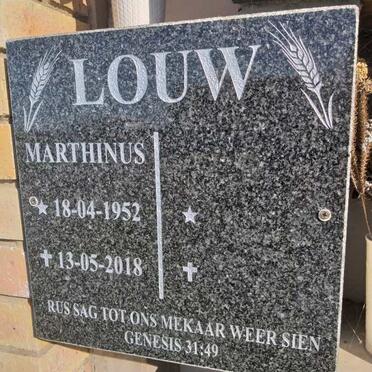 LOUW
MARTHINUS
★ 18-04-1952 ★
✝ 13-05-2018 ✝
RUS SAG TOT ONS MEKAAR WEER SIEN
GENESIS 31:49